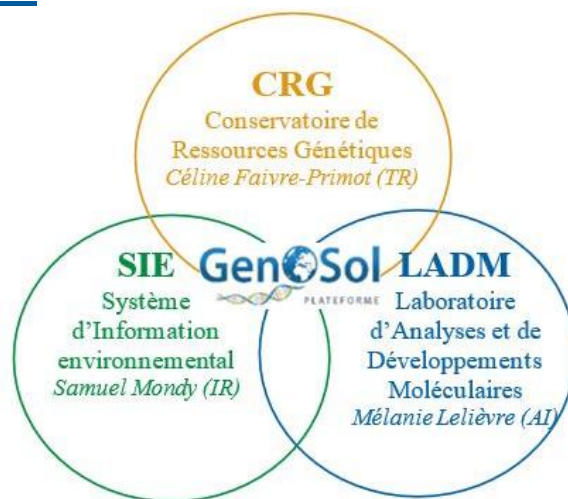 CRG
Conservatoire de
Ressources Génétiques
Céline Faivre-Primot (TR)
SIE
Système
d'Information
environnemental
Samuel Mondy (IR)
GenoSol
PLATEFORME
LADM
Laboratoire
d'Analyses et de
Développements
Moléculaires
Mélanie Lelièvre (AI)